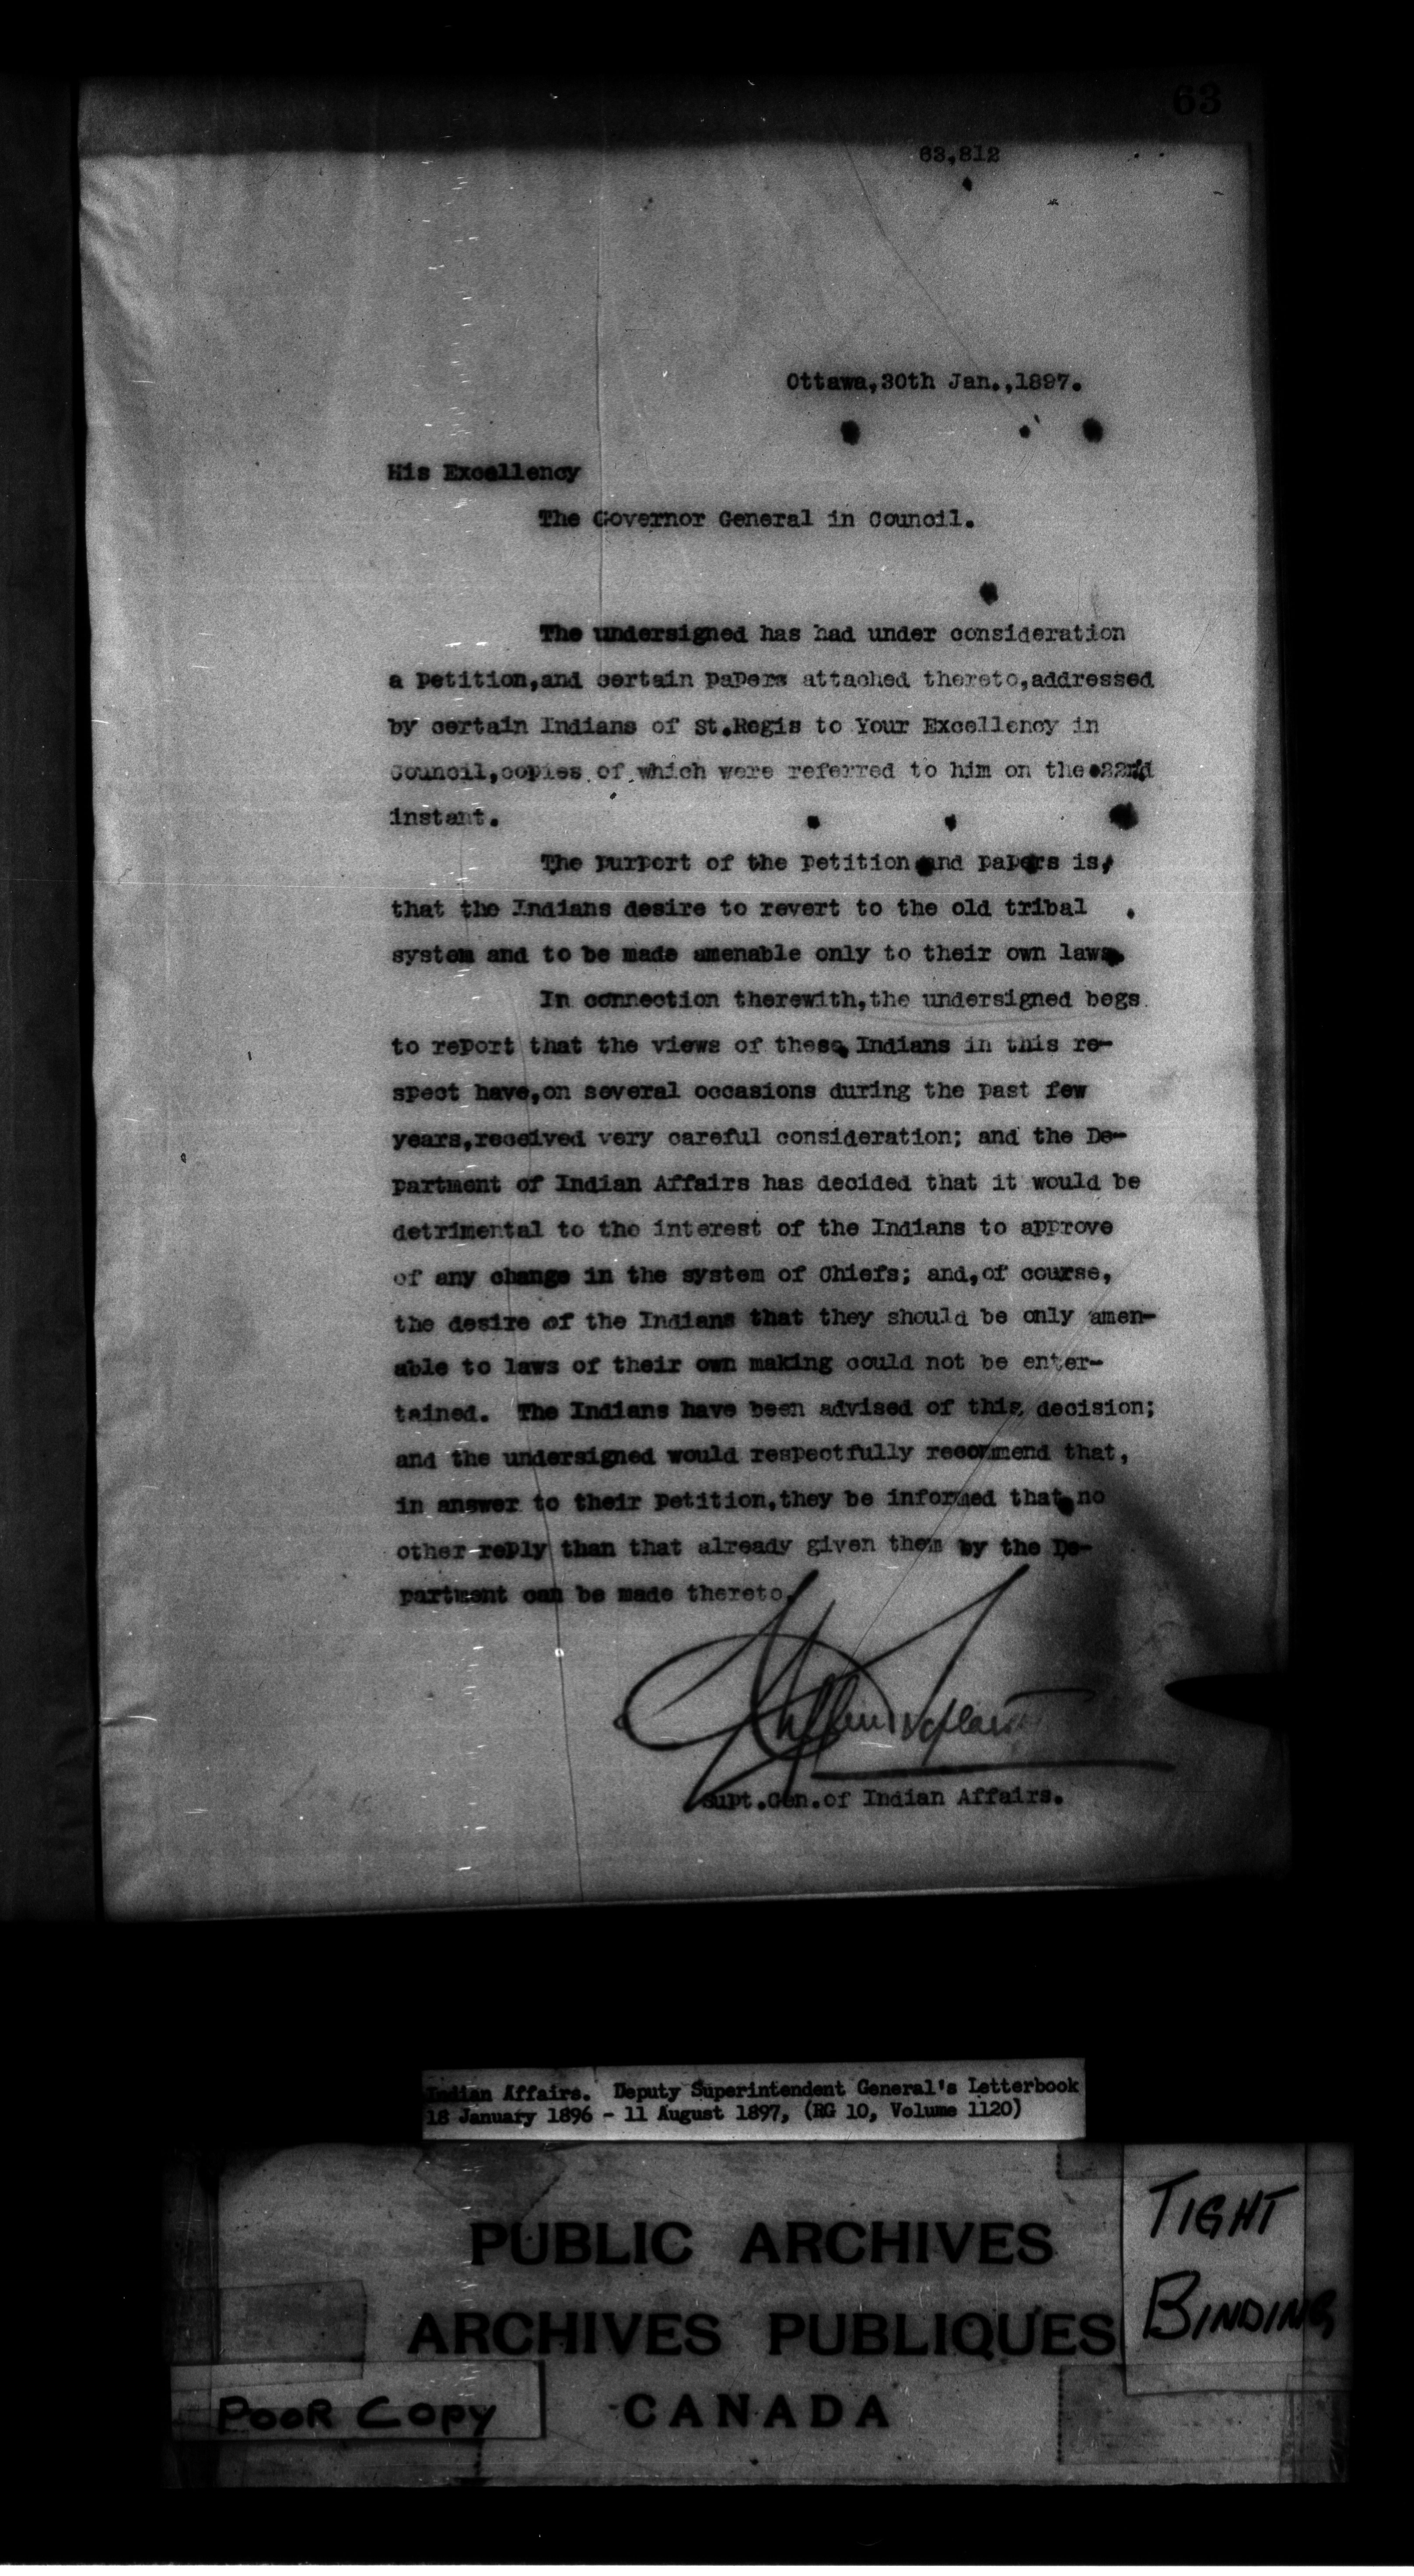 63
63,812
Ottawa,30th Jan.,1897.
His Excellency
The Governor General in Council.
The undersigned has had under consideration
a petition,and certain papers attached thereto,addressed
by certain Indians of St.Regis to Your Excellency in
Council,copies of which were referred to him on the 22nd
instant.
The purport of the petition and papers is,
that the Indians desire to revert to the old tribal
system and to be made amenable only to their own laws.
In connection therewith,the undersigned begs
to report that the views of these Indians in this re-
spect have,on several occasions during the past few
years,received very careful consideration; and the De-
partment of Indian Affairs has decided that it would be
detrimental to the interest of the Indians to approve
of any change in the system of Chiefs; and,of course,
the desire of the Indians that they should be only amen-
able to laws of their own making could not be enter-
tained. The Indians have been advised of this decision;
and the undersigned would respectfully recommend that,
in answer to their petition,they be informed that no
other reply than that already given them by the De-
partment can be made thereto.
Supt.Gen.of Indian Affairs.
Indian Affairs. Deputy Superintendent General's Letterbook
18 January 1896 - 11 August 1897, (RG 10, Volume 1120)
PUBLIC ARCHIVES
ARCHIVES PUBLIQUES
CANADA
TIGHT
BINDING
POOR COPY